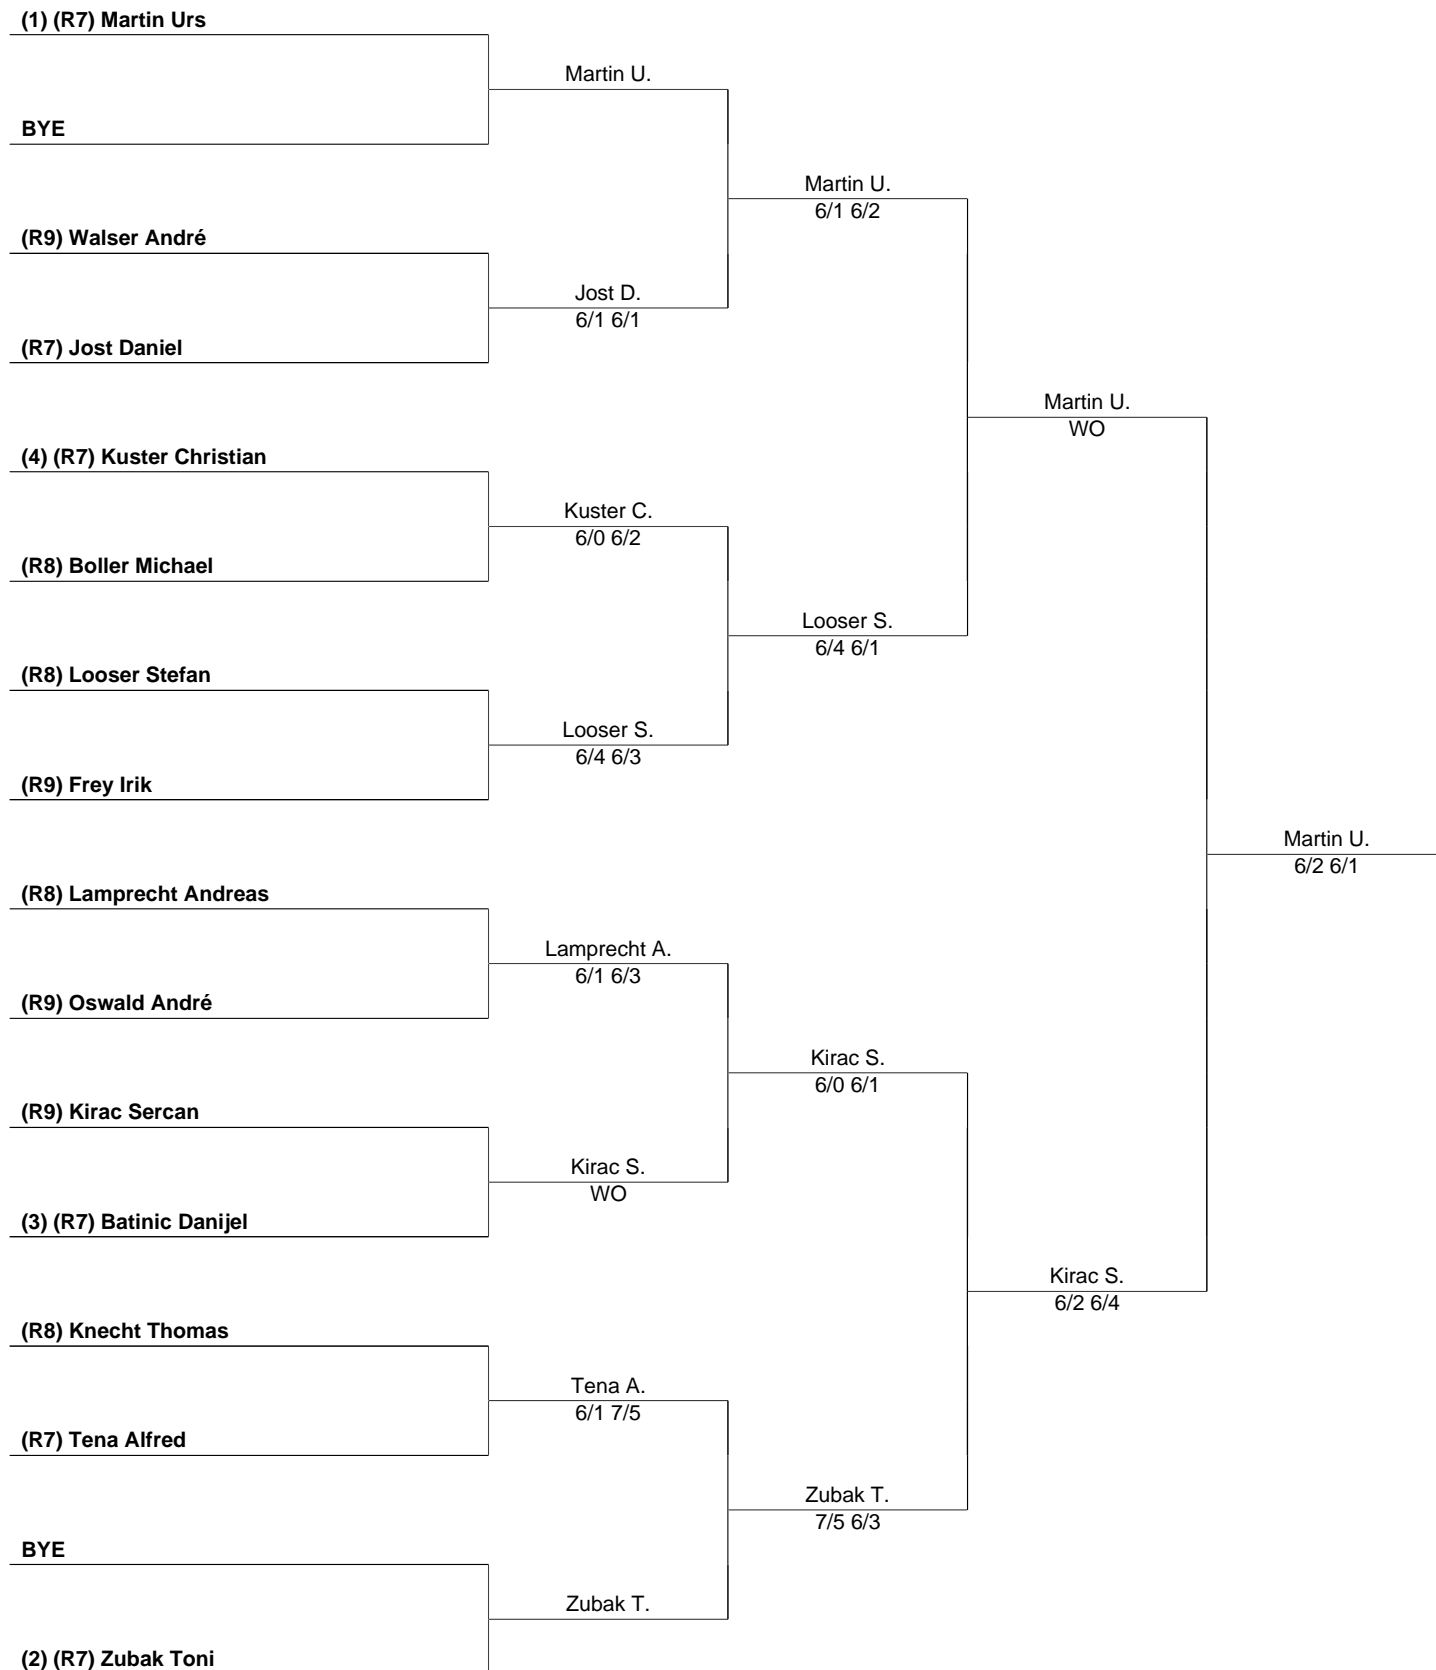 (1) (R7) Martin Urs
Martin U.
BYE
Martin U.
6/1 6/2
(R9) Walser André
Jost D.
6/1 6/1
(R7) Jost Daniel
Martin U.
WO
(4) (R7) Kuster Christian
Kuster C.
6/0 6/2
(R8) Boller Michael
Looser S.
6/4 6/1
(R8) Looser Stefan
Looser S.
6/4 6/3
(R9) Frey Irik
Martin U.
6/2 6/1
(R8) Lamprecht Andreas
Lamprecht A.
6/1 6/3
(R9) Oswald André
Kirac S.
6/0 6/1
(R9) Kirac Sercan
Kirac S.
WO
(3) (R7) Batinic Danijel
Kirac S.
6/2 6/4
(R8) Knecht Thomas
Tena A.
6/1 7/5
(R7) Tena Alfred
Zubak T.
7/5 6/3
BYE
Zubak T.
(2) (R7) Zubak Toni